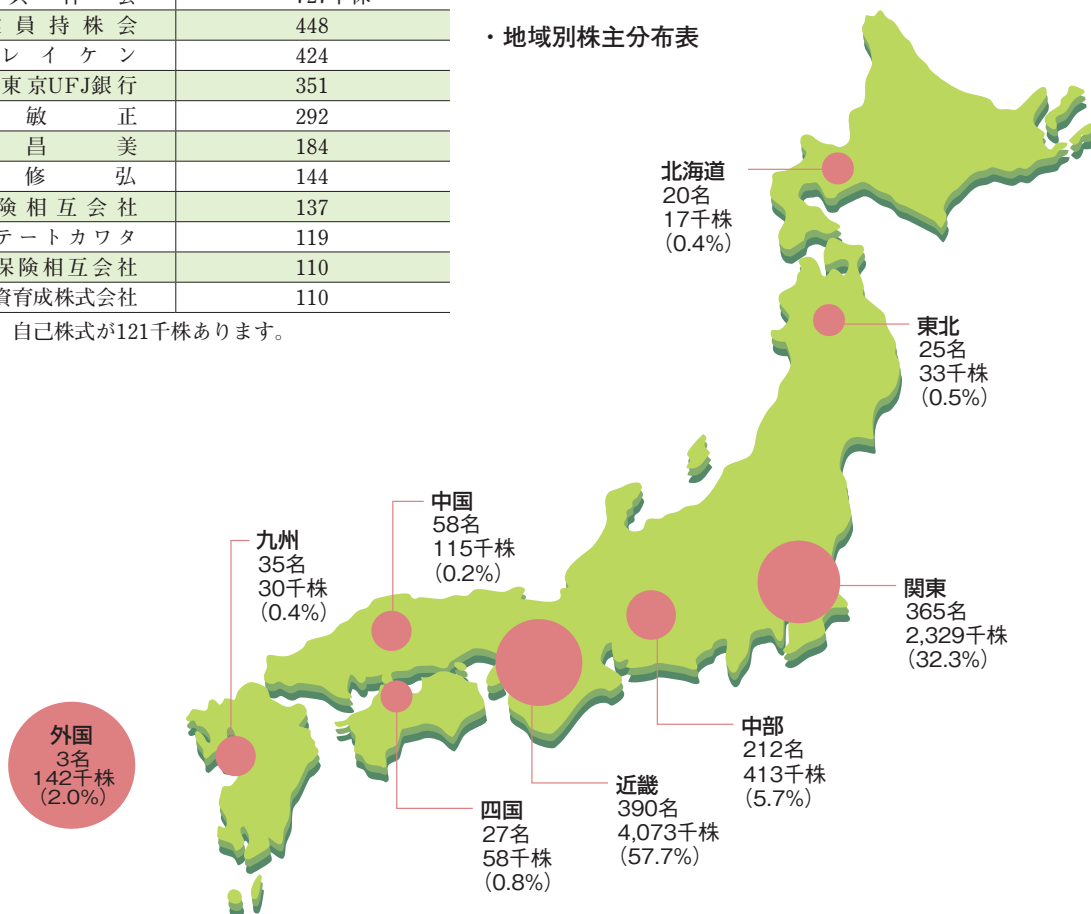 員持株会 448
レイケン 424
東京UFJ銀行 351
敏正 292
昌美 184
修弘 144
険相互会社 137
テートカワタ 119
保険相互会社 110
資育成株式会社 110
自己株式が121千株あります。
・地域別株主分布表
北海道
20名
17千株
(0.4%)
東北
25名
33千株
(0.5%)
中国
58名
115千株
(0.2%)
九州
35名
30千株
(0.4%)
関東
365名
2,329千株
(32.3%)
外国
3名
142千株
(2.0%)
中部
212名
413千株
(5.7%)
近畿
390名
4,073千株
(57.7%)
四国
27名
58千株
(0.8%)